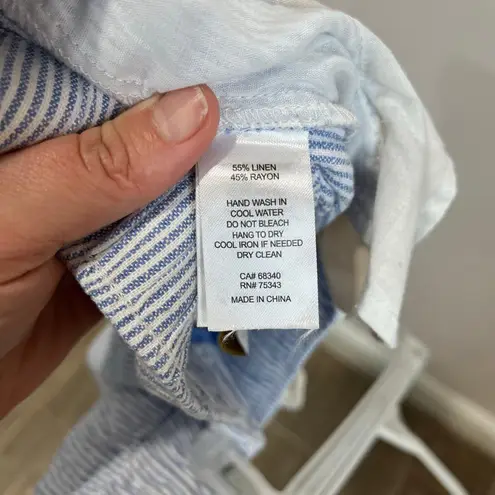 55% LINEN
45% RAYON
HAND WASH IN
COOL WATER
DO NOT BLEACH
HANG TO DRY
COOL IRON IF NEEDED
DRY CLEAN
CA# 68340
RN# 75343
MADE IN CHINA